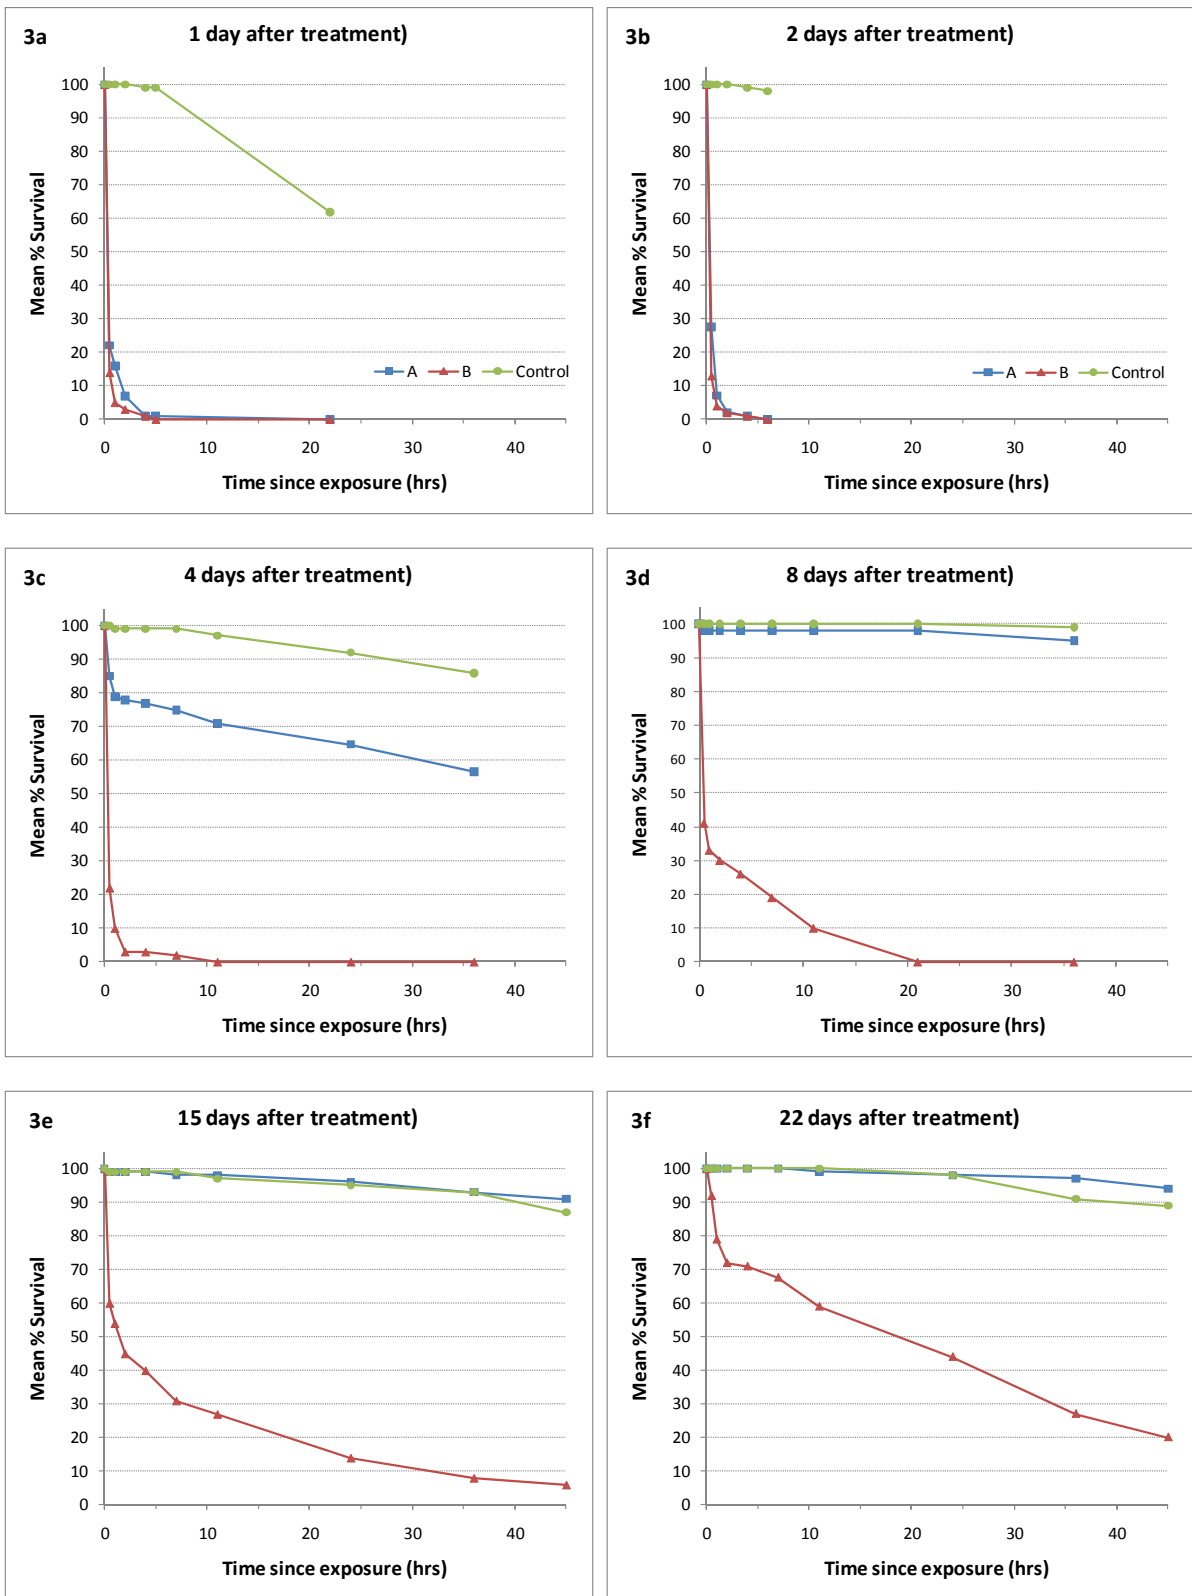 3a 1 day after treatment)
100
90
80
70
60
50
40
30
20
10
0
Mean % Survival
A B Control
0 10 20 30 40
Time since exposure (hrs)
3b 2 days after treatment)
100
90
80
70
60
50
40
30
20
10
0
Mean % Survival
A B Control
0 10 20 30 40
Time since exposure (hrs)
3c 4 days after treatment)
100
90
80
70
60
50
40
30
20
10
0
Mean % Survival
0 10 20 30 40
Time since exposure (hrs)
3d 8 days after treatment)
100
90
80
70
60
50
40
30
20
10
0
Mean % Survival
0 10 20 30 40
Time since exposure (hrs)
3e 15 days after treatment)
100
90
80
70
60
50
40
30
20
10
0
Mean % Survival
0 10 20 30 40
Time since exposure (hrs)
3f 22 days after treatment)
100
90
80
70
60
50
40
30
20
10
0
Mean % Survival
0 10 20 30 40
Time since exposure (hrs)